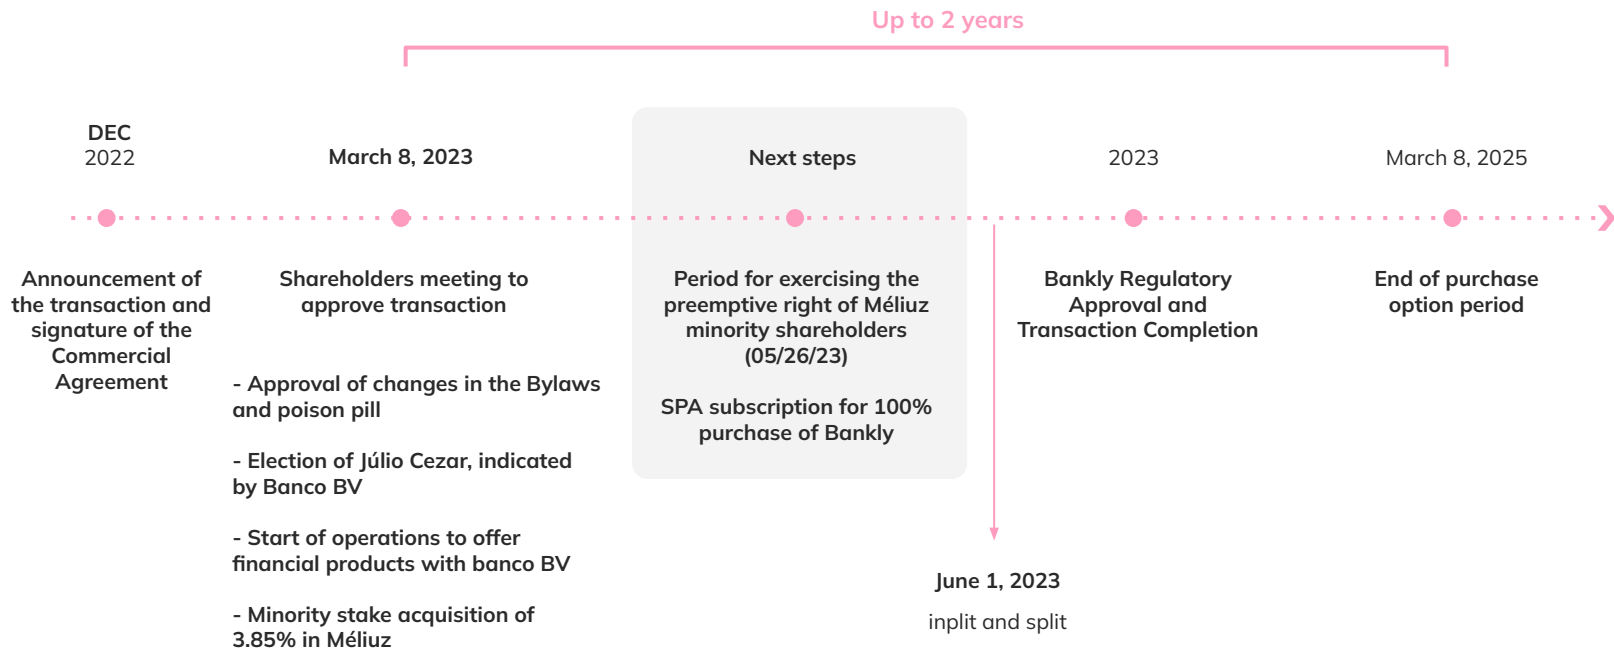 Up to 2 years
DEC
2022
Announcement of
the transaction and
signature of the
Commercial
Agreement
March 8, 2023
Shareholders meeting to
approve transaction
- Approval of changes in the Bylaws
and poison pill
- Election of Júlio Cezar, indicated
by Banco BV
- Start of operations to offer
financial products with banco BV
- Minority stake acquisition of
3.85% in Méliuz
Next steps
Period for exercising the
preemptive right of Méliuz
minority shareholders
(05/26/23)
SPA subscription for 100%
purchase of Bankly
June 1, 2023
inplit and split
2023
Bankly Regulatory
Approval and
Transaction Completion
March 8, 2025
End of purchase
option period